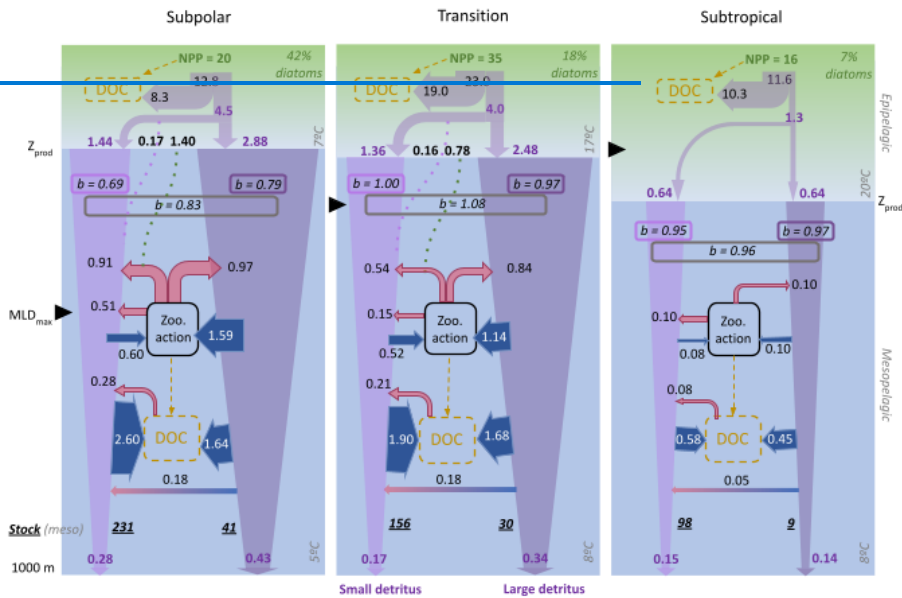 Subpolar
Transition
Subtropical
NPP = 20
42%
diatoms
DOC
12.8
8.3
4.5
7ºC
Z prod
1.44
0.17
1.40
2.88
b = 0.69
b = 0.79
b = 0.83
0.91
0.97
0.51
MLD max
Zoo.
action
1.59
0.60
0.28
2.60
DOC
1.64
0.18
Stock (meso)
231
41
5ºC
1000 m
0.28
0.43
NPP = 35
18%
diatoms
DOC
23.0
19.0
4.0
17ºC
1.36
0.16
0.78
2.48
b = 1.00
b = 0.97
b = 1.08
0.54
0.84
0.15
Zoo.
action
1.14
0.52
0.21
1.90
DOC
1.68
0.18
156
30
8ºC
0.17
0.34
Small detritus
Large detritus
NPP = 16
7%
diatoms
DOC
11.6
10.3
1.3
Epipelagic
20ºC
0.64
0.64
Z prod
b = 0.95
b = 0.97
b = 0.96
0.10
0.10
Zoo.
action
0.08
0.10
Mesopelagic
0.08
0.58
DOC
0.45
0.05
98
9
8ºC
0.15
0.14